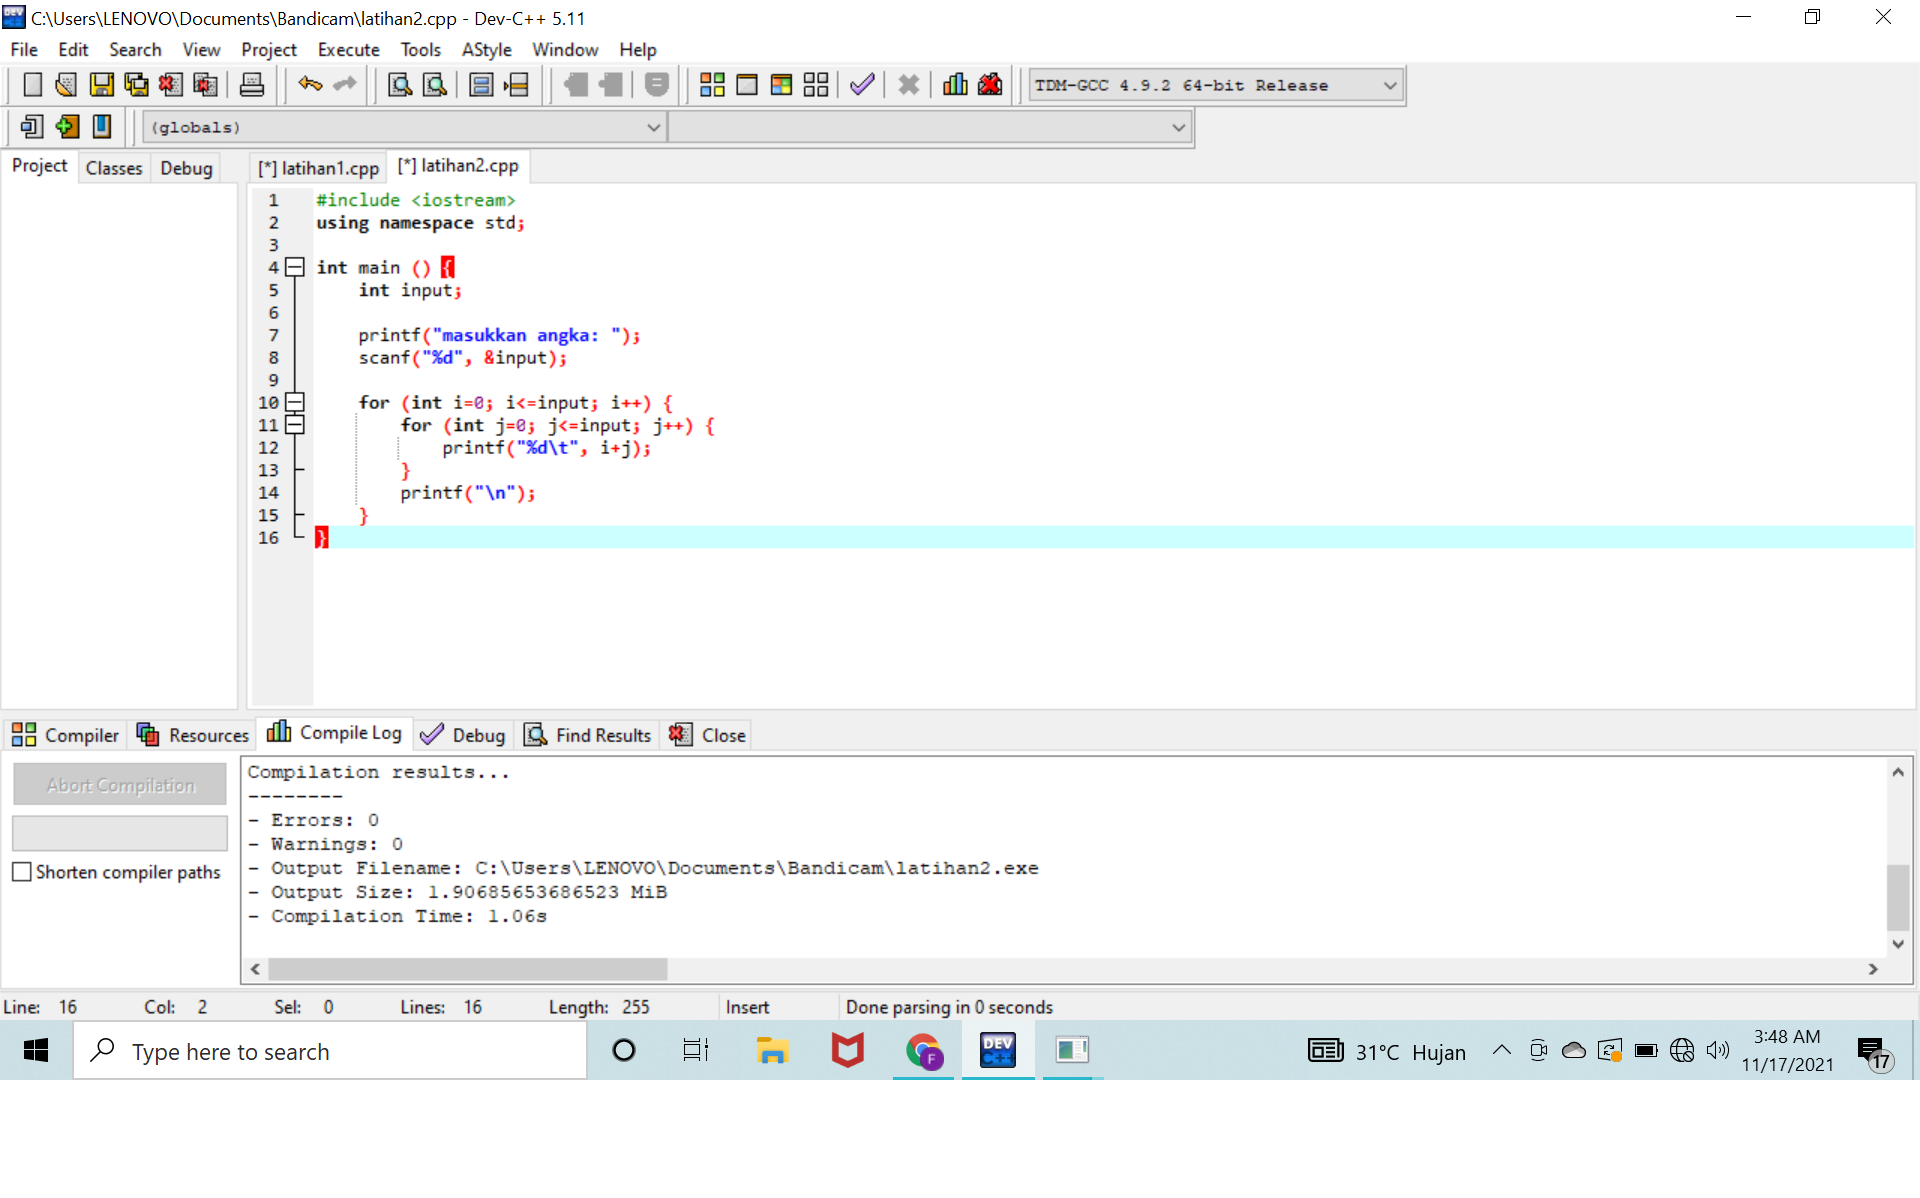 C:\Users\LENOVO\Documents\Bandicam\latihan2.cpp - Dev-C++ 5.11
File Edit Search View Project Execute Tools AStyle Window Help
TDM-GCC 4.9.2 64-bit Release
(globals)
Project Classes Debug [*] latihan1.cpp [*] latihan2.cpp
1 #include <iostream>
2 using namespace std;
3
4 int main () {
5 int input;
6
7 printf("masukkan angka: ");
8 scanf("%d", &input);
9
10 for (int i=0; i<=input; i++) {
11 for (int j=0; j<=input; j++) {
12 printf("%d\t", i+j);
13 }
14 printf("\n");
15 }
16 }
Compiler Resources Compile Log Debug Find Results Close
Abort Compilation
Shorten compiler paths
Compilation results...
--------
- Errors: 0
- Warnings: 0
- Output Filename: C:\Users\LENOVO\Documents\Bandicam\latihan2.exe
- Output Size: 1.90685653686523 MiB
- Compilation Time: 1.06s
Line: 16 Col: 2 Sel: 0 Lines: 16 Length: 255 Insert Done parsing in 0 seconds
Type here to search
F
DEV
C++
31°C Hujan
3:48 AM
11/17/2021
17